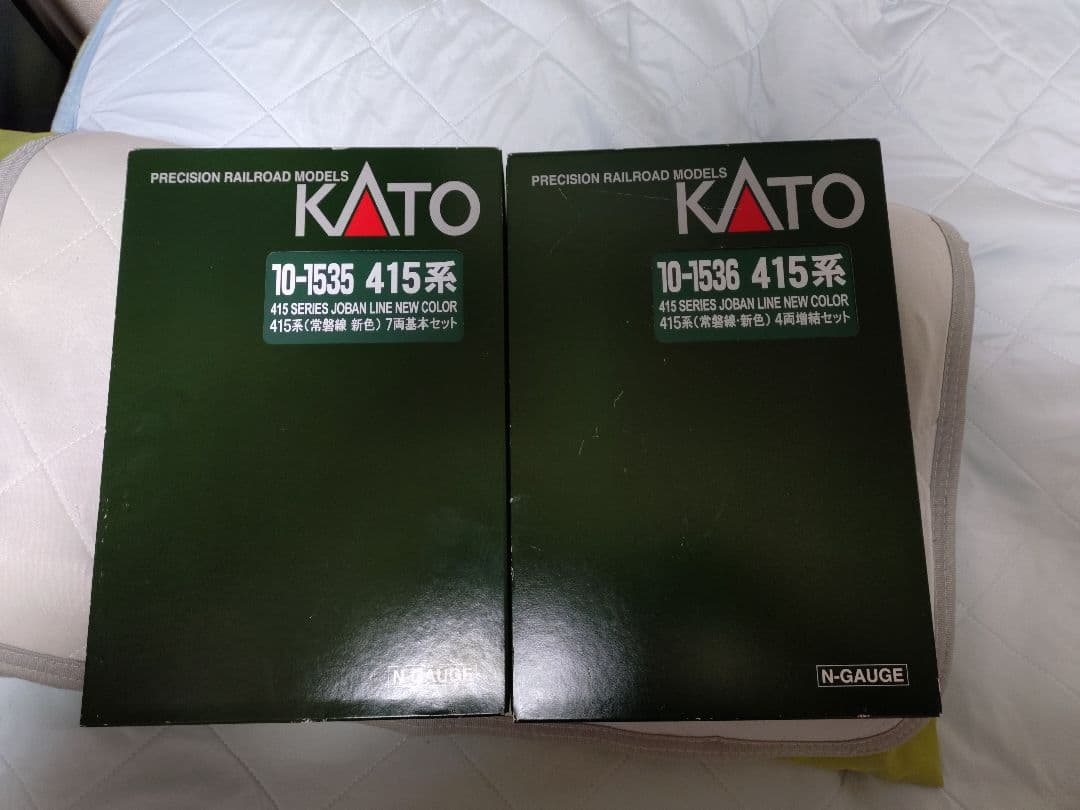 PRECISION RAILROAD MODELS
KATO
10-1535 415系
415 SERIES JOBAN LINE NEW COLOR
415系(常磐線 新色) 7両基本セット
N-GAUGE
PRECISION RAILROAD MODELS
KATO
10-1536 415系
415 SERIES JOBAN LINE NEW COLOR
415系(常磐線・新色) 4両増結セット
N-GAUGE